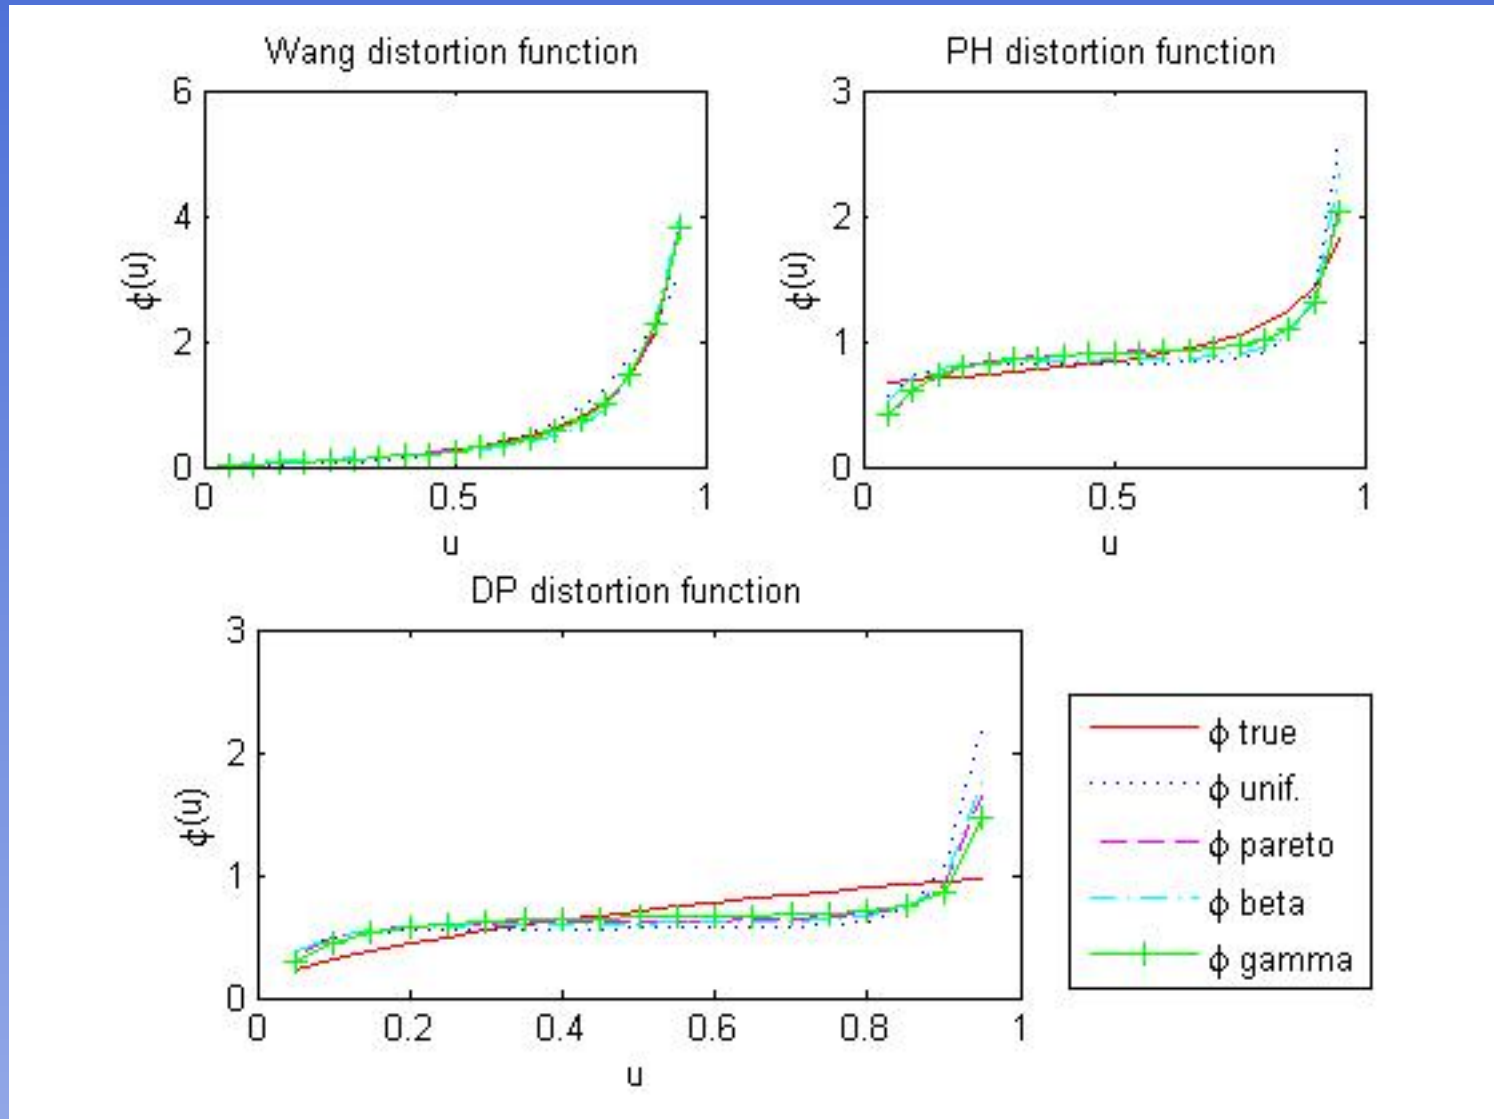 Wang distortion function
6
4
2
0
0 0.5 1
ϕ(u)
u
PH distortion function
3
2
1
0
0 0.5 1
ϕ(u)
u
DP distortion function
3
2
1
0
0 0.2 0.4 0.6 0.8 1
ϕ(u)
u
ϕ true
ϕ unif.
ϕ pareto
ϕ beta
ϕ gamma